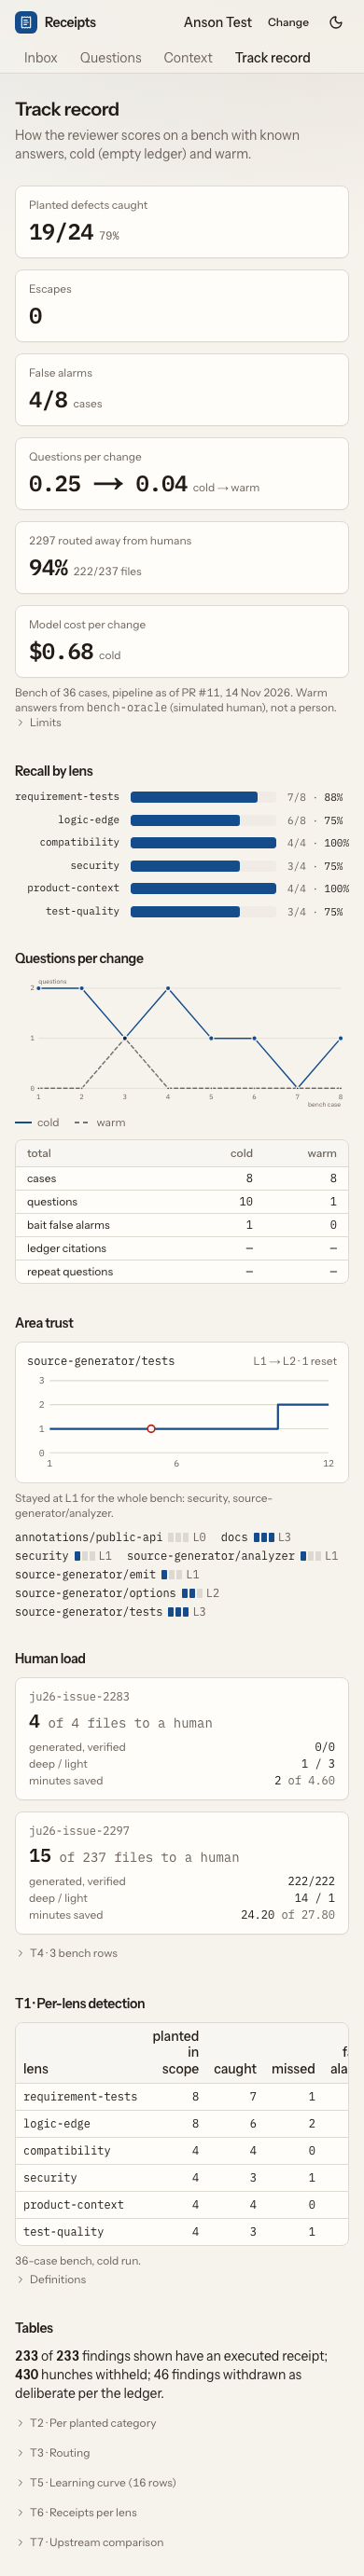 Receipts
Anson Test
Change
Inbox
Questions
Context
Track record
Track record
How the reviewer scores on a bench with known
answers, cold (empty ledger) and warm.
Planted defects caught
19/24 79%
Escapes
0
False alarms
4/8 cases
Questions per change
0.25 → 0.04 cold → warm
2297 routed away from humans
94% 222/237 files
Model cost per change
$0.68 cold
Bench of 36 cases, pipeline as of PR #11, 14 Nov 2026. Warm
answers from bench-oracle (simulated human), not a person.
Limits
Recall by lens
requirement-tests 7/8 · 88%
logic-edge 6/8 · 75%
compatibility 4/4 · 100%
security 3/4 · 75%
product-context 4/4 · 100%
test-quality 3/4 · 75%
Questions per change
questions
2
1
0
1 2 3 4 5 6 7 8
bench case
cold warm
total cold warm
cases 8 8
questions 10 1
bait false alarms 1 0
ledger citations – –
repeat questions – –
Area trust
source-generator/tests L1 → L2 · 1 reset
3
2
1
0
1 6 12
Stayed at L1 for the whole bench: security, source-
generator/analyzer.
annotations/public-api L0 docs L3
security L1 source-generator/analyzer L1
source-generator/emit L1
source-generator/options L2
source-generator/tests L3
Human load
ju26-issue-2283
4 of 4 files to a human
generated, verified 0/0
deep / light 1 / 3
minutes saved 2 of 4.60
ju26-issue-2297
15 of 237 files to a human
generated, verified 222/222
deep / light 14 / 1
minutes saved 24.20 of 27.80
T4 · 3 bench rows
T1 · Per-lens detection
planted
in
lens scope caught missed
requirement-tests 8 7 1
logic-edge 8 6 2
compatibility 4 4 0
security 4 3 1
product-context 4 4 0
test-quality 4 3 1
36-case bench, cold run.
Definitions
Tables
233 of 233 findings shown have an executed receipt;
430 hunches withheld; 46 findings withdrawn as
deliberate per the ledger.
T2 · Per planted category
T3 · Routing
T5 · Learning curve (16 rows)
T6 · Receipts per lens
T7 · Upstream comparison